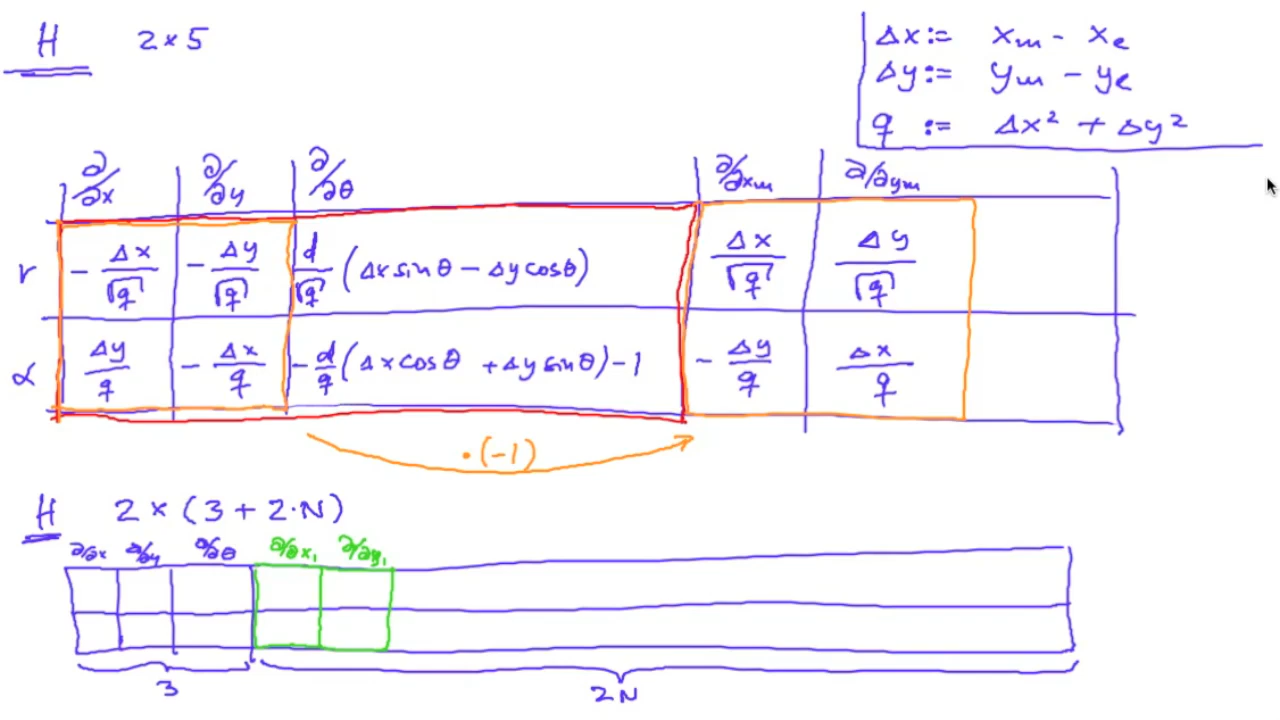 H 2×5
Δx := xₘ − xₑ
Δy := yₘ − yₑ
q := Δx² + Δy²
∂/∂x ∂/∂y ∂/∂θ ∂/∂xₘ ∂/∂yₘ
r −Δx/√q −Δy/√q d/√q (Δx sinθ − Δy cosθ) Δx/√q Δy/√q
α Δy/q −Δx/q −d/q (Δx cosθ + Δy sinθ) −1 −Δy/q Δx/q
·(−1)
H 2 × (3 + 2·N)
∂/∂x ∂/∂y ∂/∂θ ∂/∂x₁ ∂/∂y₁
3 2N